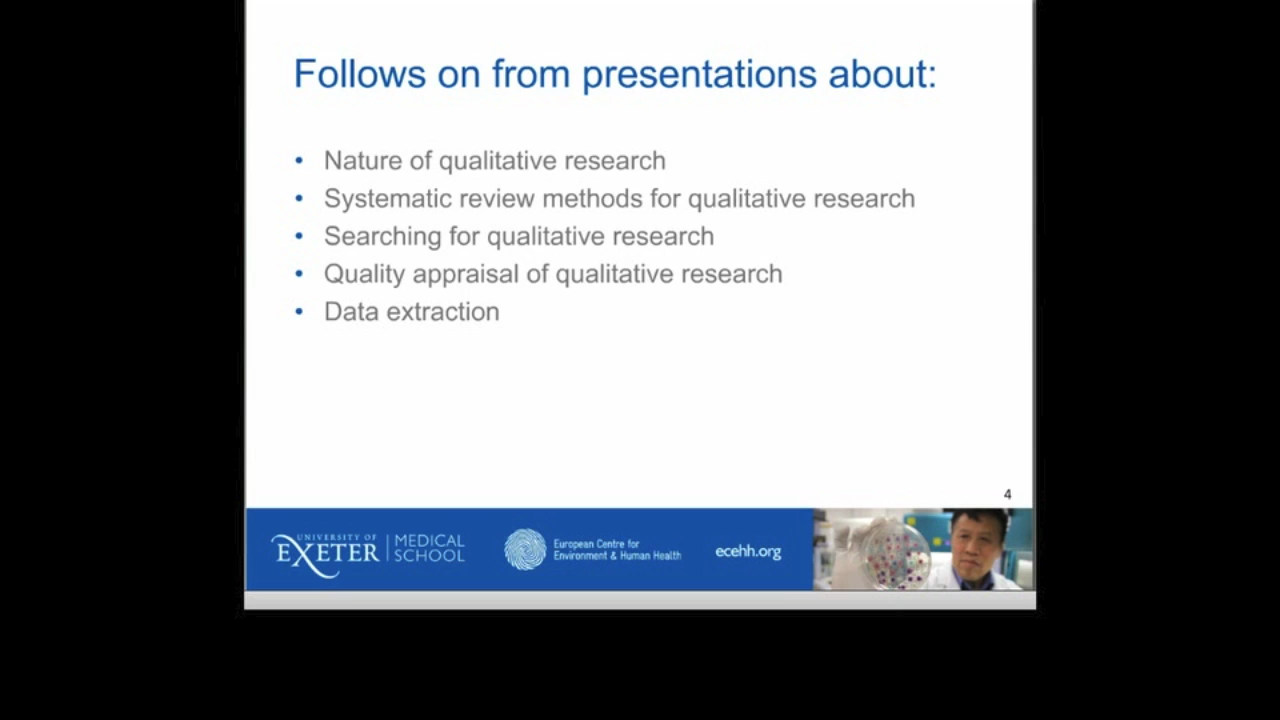 Follows on from presentations about:
• Nature of qualitative research
• Systematic review methods for qualitative research
• Searching for qualitative research
• Quality appraisal of qualitative research
• Data extraction
4
UNIVERSITY OF
EXETER
MEDICAL
SCHOOL
European Centre for
Environment & Human Health
ecehh.org